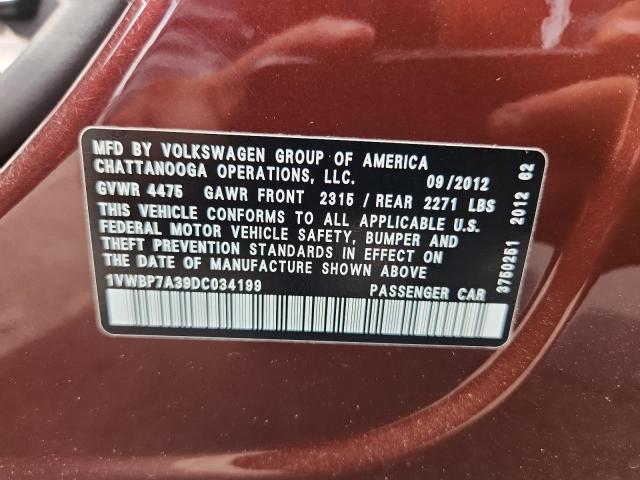 MFD BY VOLKSWAGEN GROUP OF AMERICA
CHATTANOOGA OPERATIONS, LLC. 09/2012
GVWR 4475 GAWR FRONT 2315 / REAR 2271 LBS
THIS VEHICLE CONFORMS TO ALL APPLICABLE U.S.
FEDERAL MOTOR VEHICLE SAFETY, BUMPER AND
THEFT PREVENTION STANDARDS IN EFFECT ON
THE DATE OF MANUFACTURE SHOWN ABOVE
1VWBP7A39DC034199 PASSENGER CAR
3750251 2012 02